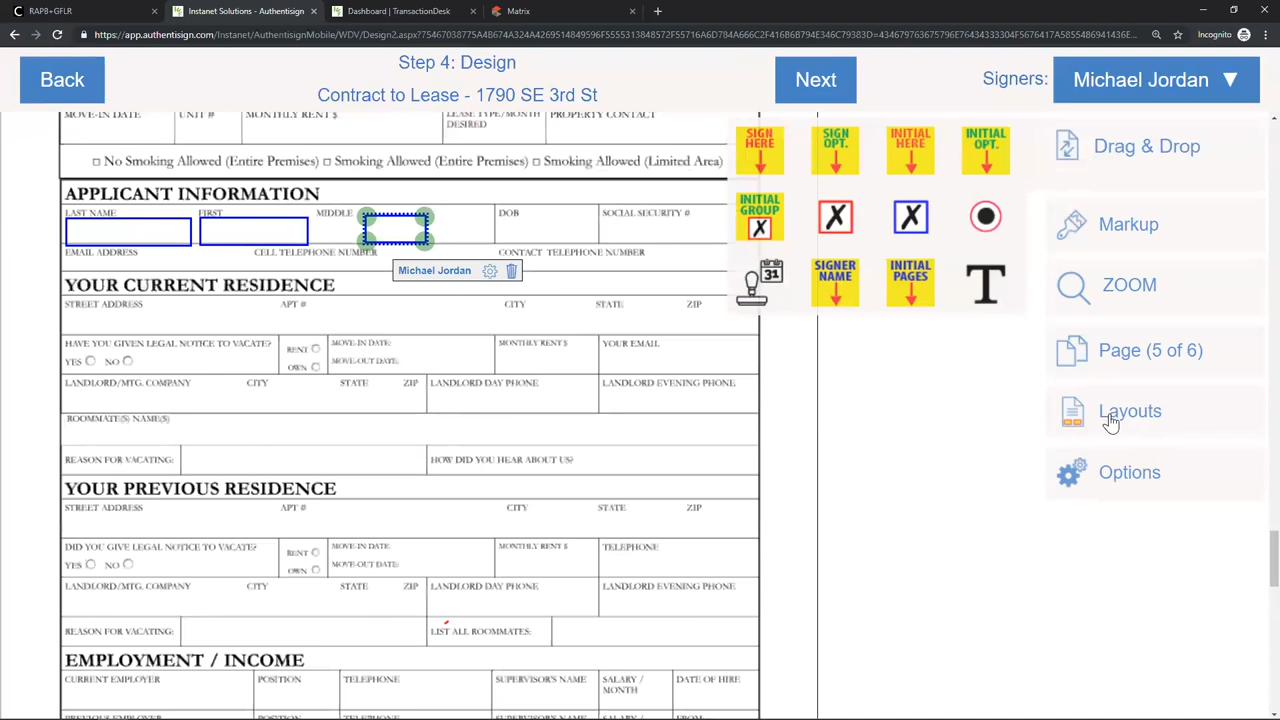 RAPB+GFLR
Instanet Solutions - Authentisign
Dashboard | TransactionDesk
Matrix
Incognito
Back
Step 4: Design
Contract to Lease - 1790 SE 3rd St
Next
Signers:
Michael Jordan ▼
MOVE-IN DATE
UNIT #
MONTHLY RENT $
LEASE TYPE/MONTH
DESIRED
PROPERTY CONTACT
□ No Smoking Allowed (Entire Premises) □ Smoking Allowed (Entire Premises) □ Smoking Allowed (Limited Area)
APPLICANT INFORMATION
LAST NAME
FIRST
MIDDLE
DOB
SOCIAL SECURITY #
EMAIL ADDRESS
CELL TELEPHONE NUMBER
CONTACT TELEPHONE NUMBER
Michael Jordan
YOUR CURRENT RESIDENCE
STREET ADDRESS
APT #
CITY
STATE
ZIP
HAVE YOU GIVEN LEGAL NOTICE TO VACATE?
YES
NO
RENT
OWN
MOVE-IN DATE:
MOVE-OUT DATE:
MONTHLY RENT $
YOUR EMAIL
LANDLORD/MTG. COMPANY
CITY
STATE
ZIP
LANDLORD DAY PHONE
LANDLORD EVENING PHONE
ROOMMATE(S) NAME(S)
REASON FOR VACATING:
HOW DID YOU HEAR ABOUT US?
YOUR PREVIOUS RESIDENCE
STREET ADDRESS
APT #
CITY
STATE
ZIP
DID YOU GIVE LEGAL NOTICE TO VACATE?
YES
NO
RENT
OWN
MOVE-IN DATE:
MOVE-OUT DATE:
MONTHLY RENT $
TELEPHONE
LANDLORD/MTG. COMPANY
CITY
STATE
ZIP
LANDLORD DAY PHONE
LANDLORD EVENING PHONE
REASON FOR VACATING:
LIST ALL ROOMMATES:
EMPLOYMENT / INCOME
CURRENT EMPLOYER
POSITION
TELEPHONE
SUPERVISOR'S NAME
SALARY /
MONTH
DATE OF HIRE
SIGN
HERE
SIGN
OPT.
INITIAL
HERE
INITIAL
OPT.
INITIAL
GROUP
X
X
X
31
SIGNER
NAME
INITIAL
PAGES
T
Drag & Drop
Markup
ZOOM
Page (5 of 6)
Layouts
Options